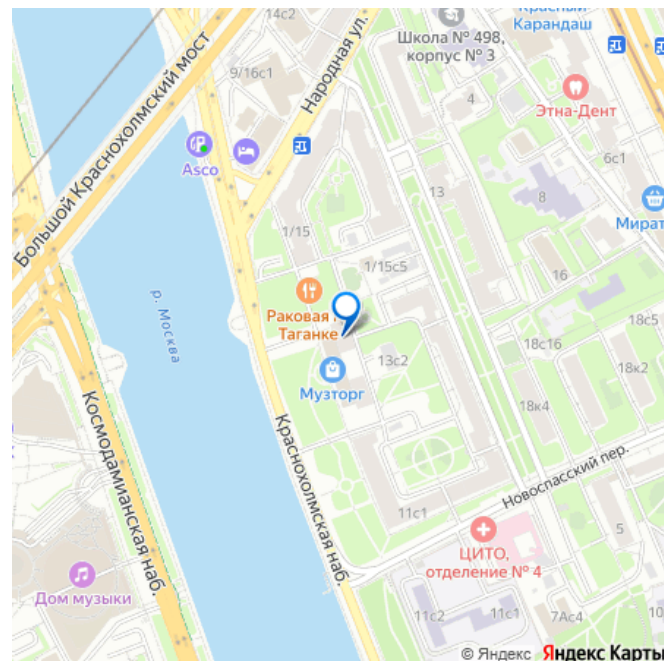 14с2
Красный
Карандаш
Школа № 498,
корпус № 3
Народная ул.
9/16с1
4
Этна-Дент
Asco
Большой Краснохолмский мост
6с1
13
8
Мират
1/15
1/15с5
16
Раковая
Таганке
р. Москва
18с5
13с2
18с16
18к2
Музторг
18к4
Космодамианская наб.
Краснохолмская наб.
Новоспасский пер.
11с1
5
ЦИТО,
отделение № 4
Дом музыки
11с2
11с1
7Ас4
© Яндекс Яндекс Карты